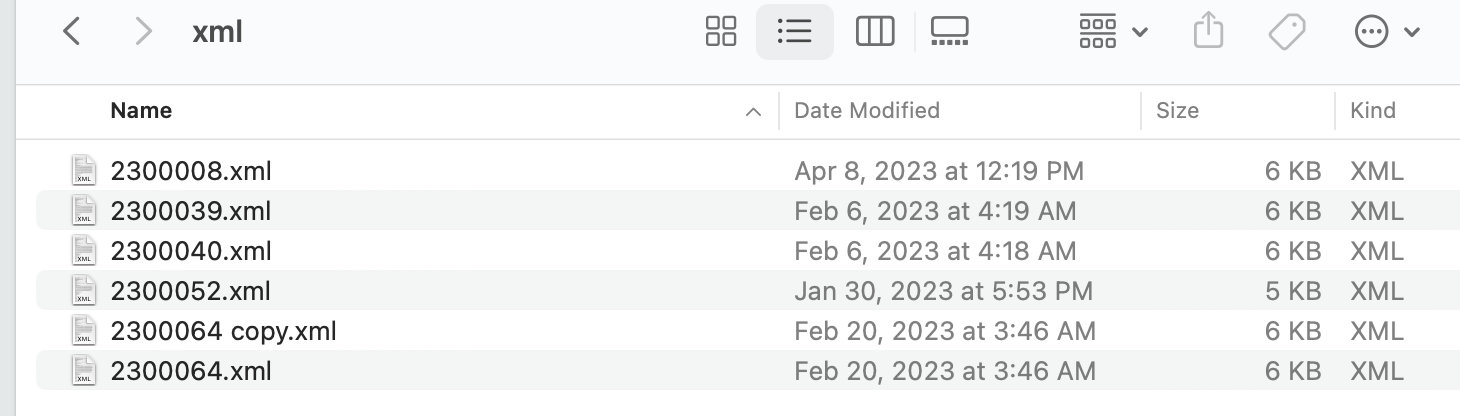 xml
Name Date Modified Size Kind
2300008.xml Apr 8, 2023 at 12:19 PM 6 KB XML
2300039.xml Feb 6, 2023 at 4:19 AM 6 KB XML
2300040.xml Feb 6, 2023 at 4:18 AM 6 KB XML
2300052.xml Jan 30, 2023 at 5:53 PM 5 KB XML
2300064 copy.xml Feb 20, 2023 at 3:46 AM 6 KB XML
2300064.xml Feb 20, 2023 at 3:46 AM 6 KB XML